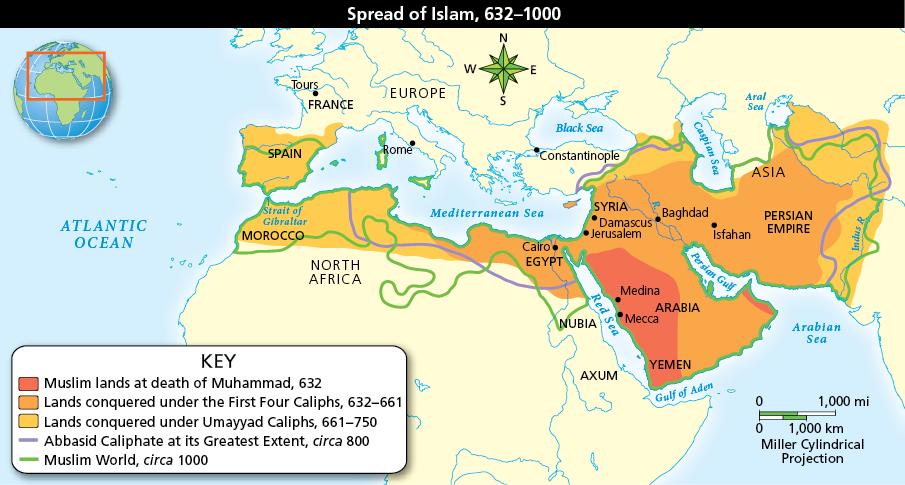 Spread of Islam, 632–1000
N
W
E
S
Tours
FRANCE
EUROPE
Aral
Sea
Black Sea
Caspian Sea
SPAIN
Rome
Constantinople
ASIA
ATLANTIC
OCEAN
Strait of
Gibraltar
MOROCCO
Mediterranean Sea
SYRIA
Damascus
Jerusalem
R.
Baghdad
Isfahan
PERSIAN
EMPIRE
Indus R.
Cairo
EGYPT
NORTH
AFRICA
Persian Gulf
Medina
ARABIA
Mecca
Red Sea
NUBIA
Arabian
Sea
YEMEN
AXUM
Gulf of Aden
KEY
Muslim lands at death of Muhammad, 632
Lands conquered under the First Four Caliphs, 632–661
Lands conquered under Umayyad Caliphs, 661–750
Abbasid Caliphate at its Greatest Extent, circa 800
Muslim World, circa 1000
0 1,000 mi
0 1,000 km
Miller Cylindrical
Projection